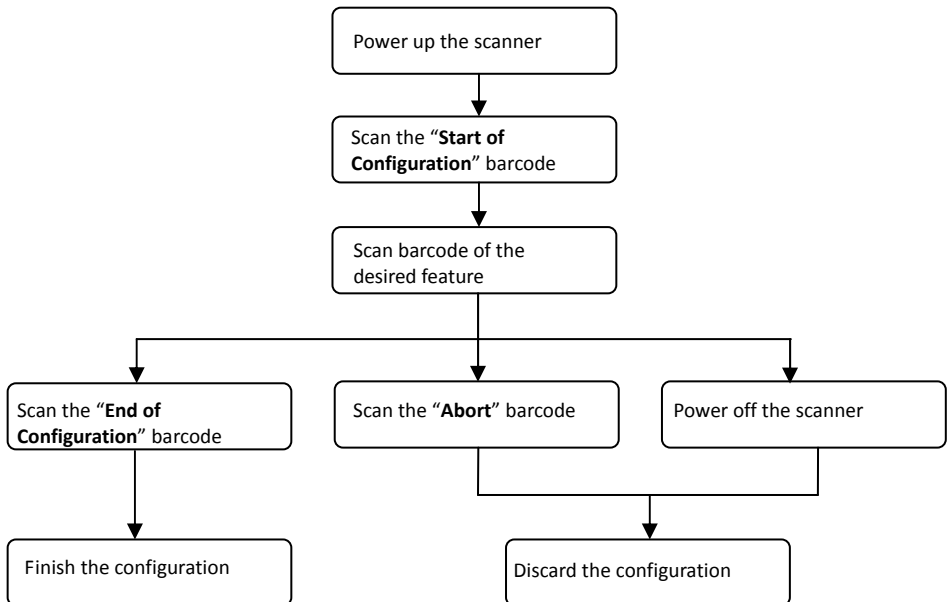 Power up the scanner
Scan the “Start of
Configuration” barcode
Scan barcode of the
desired feature
Scan the “End of
Configuration” barcode
Scan the “Abort” barcode
Power off the scanner
Finish the configuration
Discard the configuration